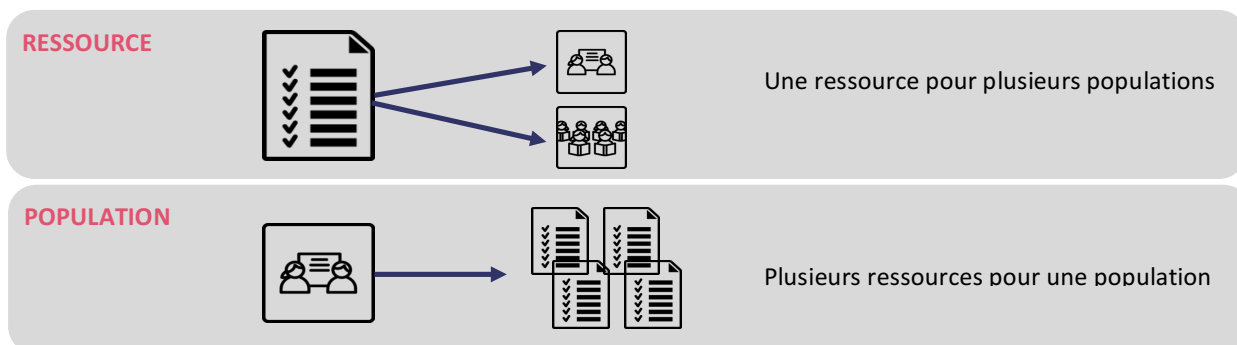 RESSOURCE
Une ressource pour plusieurs populations
POPULATION
Plusieurs ressources pour une population